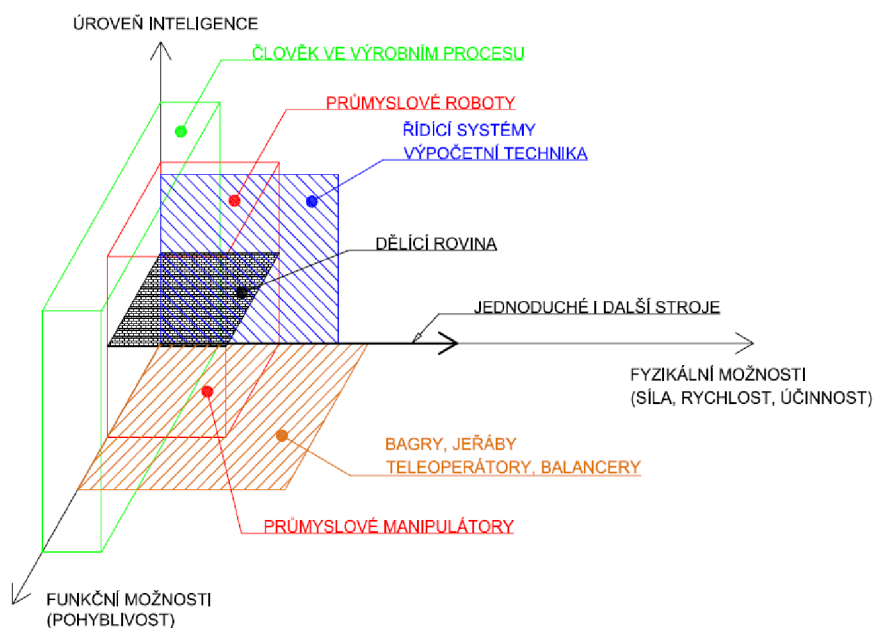 ÚROVEŇ INTELIGENCE
ČLOVĚK VE VÝROBNÍM PROCESU
PRŮMYSLOVÉ ROBOTY
ŘÍDÍCÍ SYSTÉMY
VÝPOČETNÍ TECHNIKA
DĚLÍCÍ ROVINA
JEDNODUCHÉ I DALŠÍ STROJE
FYZIKÁLNÍ MOŽNOSTI
(SÍLA, RYCHLOST, ÚČINNOST)
BAGRY, JEŘÁBY
TELEOPERÁTORY, BALANCERY
PRŮMYSLOVÉ MANIPULÁTORY
FUNKČNÍ MOŽNOSTI
(POHYBLIVOST)